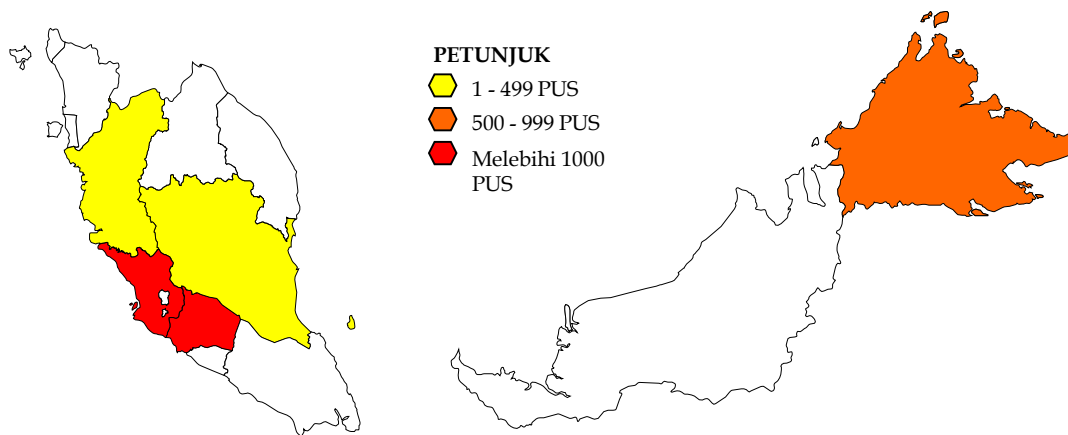 PETUNJUK
1 - 499 PUS
500 - 999 PUS
Melebihi 1000
PUS